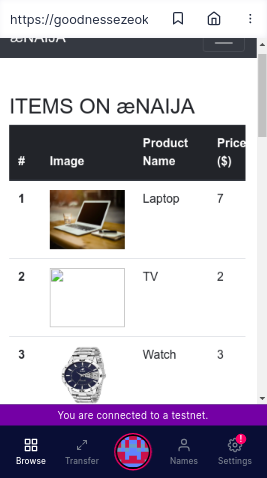 https://goodnessezeok
æNAIJA
ITEMS ON æNAIJA
# Image Product Name Price ($)
1 Laptop 7
2 TV 2
3 Watch 3
You are connected to a testnet.
Browse Transfer Names Settings
!